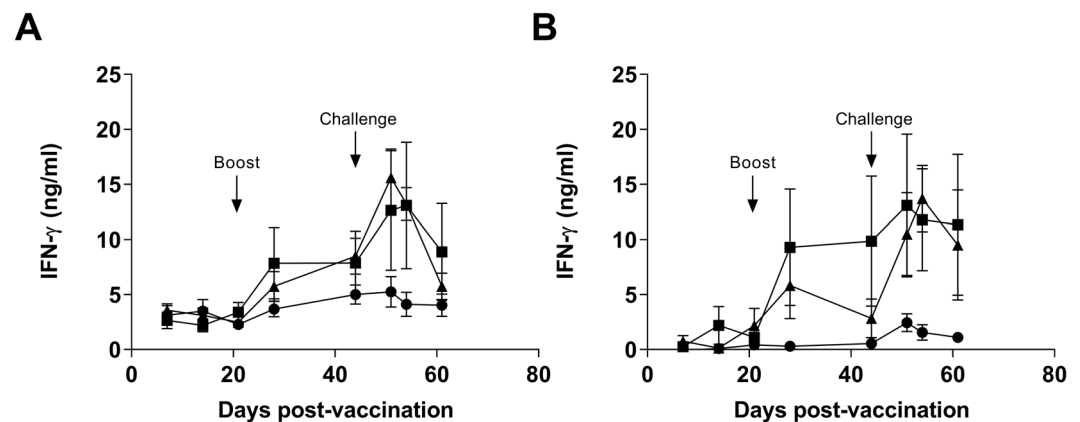 A
25
20
15
10
5
0
IFN-γ (ng/ml)
Boost
Challenge
0 20 40 60 80
Days post-vaccination
B
25
20
15
10
5
0
IFN-γ (ng/ml)
Boost
Challenge
0 20 40 60 80
Days post-vaccination